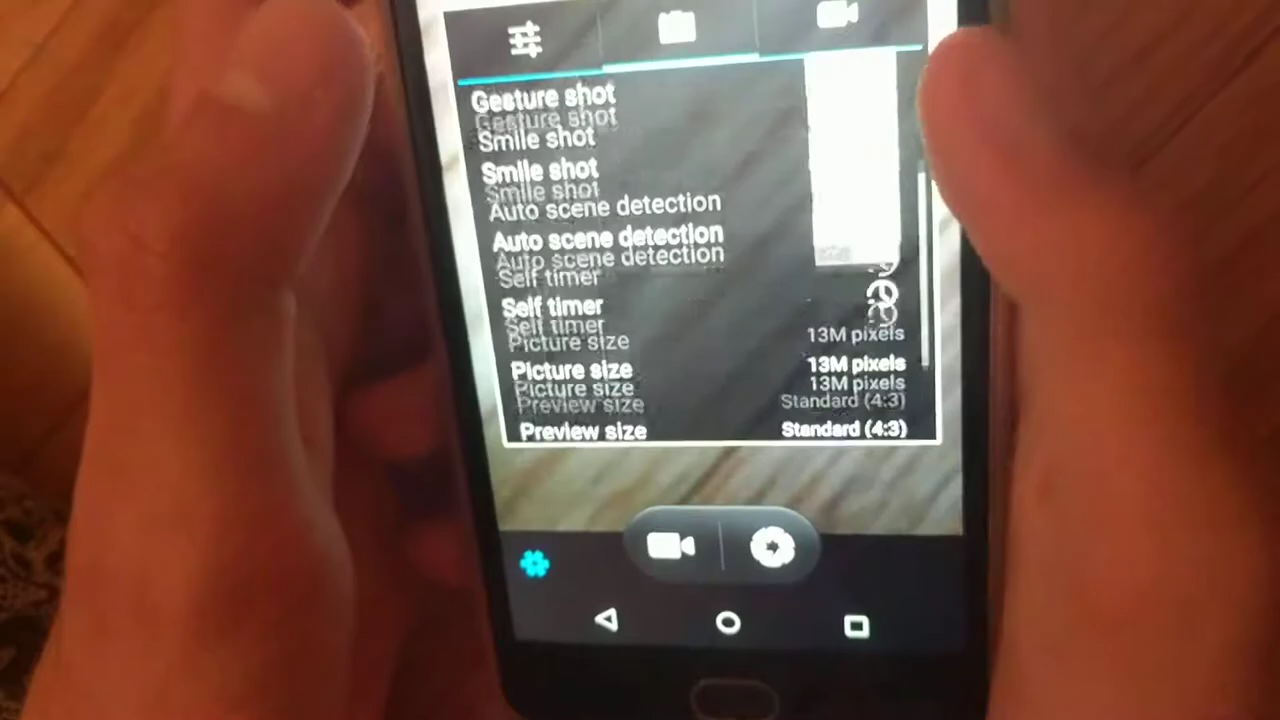 Gesture shot
Gesture shot
Smile shot
Smile shot
Smile shot
Auto scene detection
Auto scene detection
Auto scene detection
Self timer
Self timer
Self timer
Picture size 13M pixels
Picture size 13M pixels
Picture size 13M pixels
Preview size Standard (4:3)
Preview size Standard (4:3)